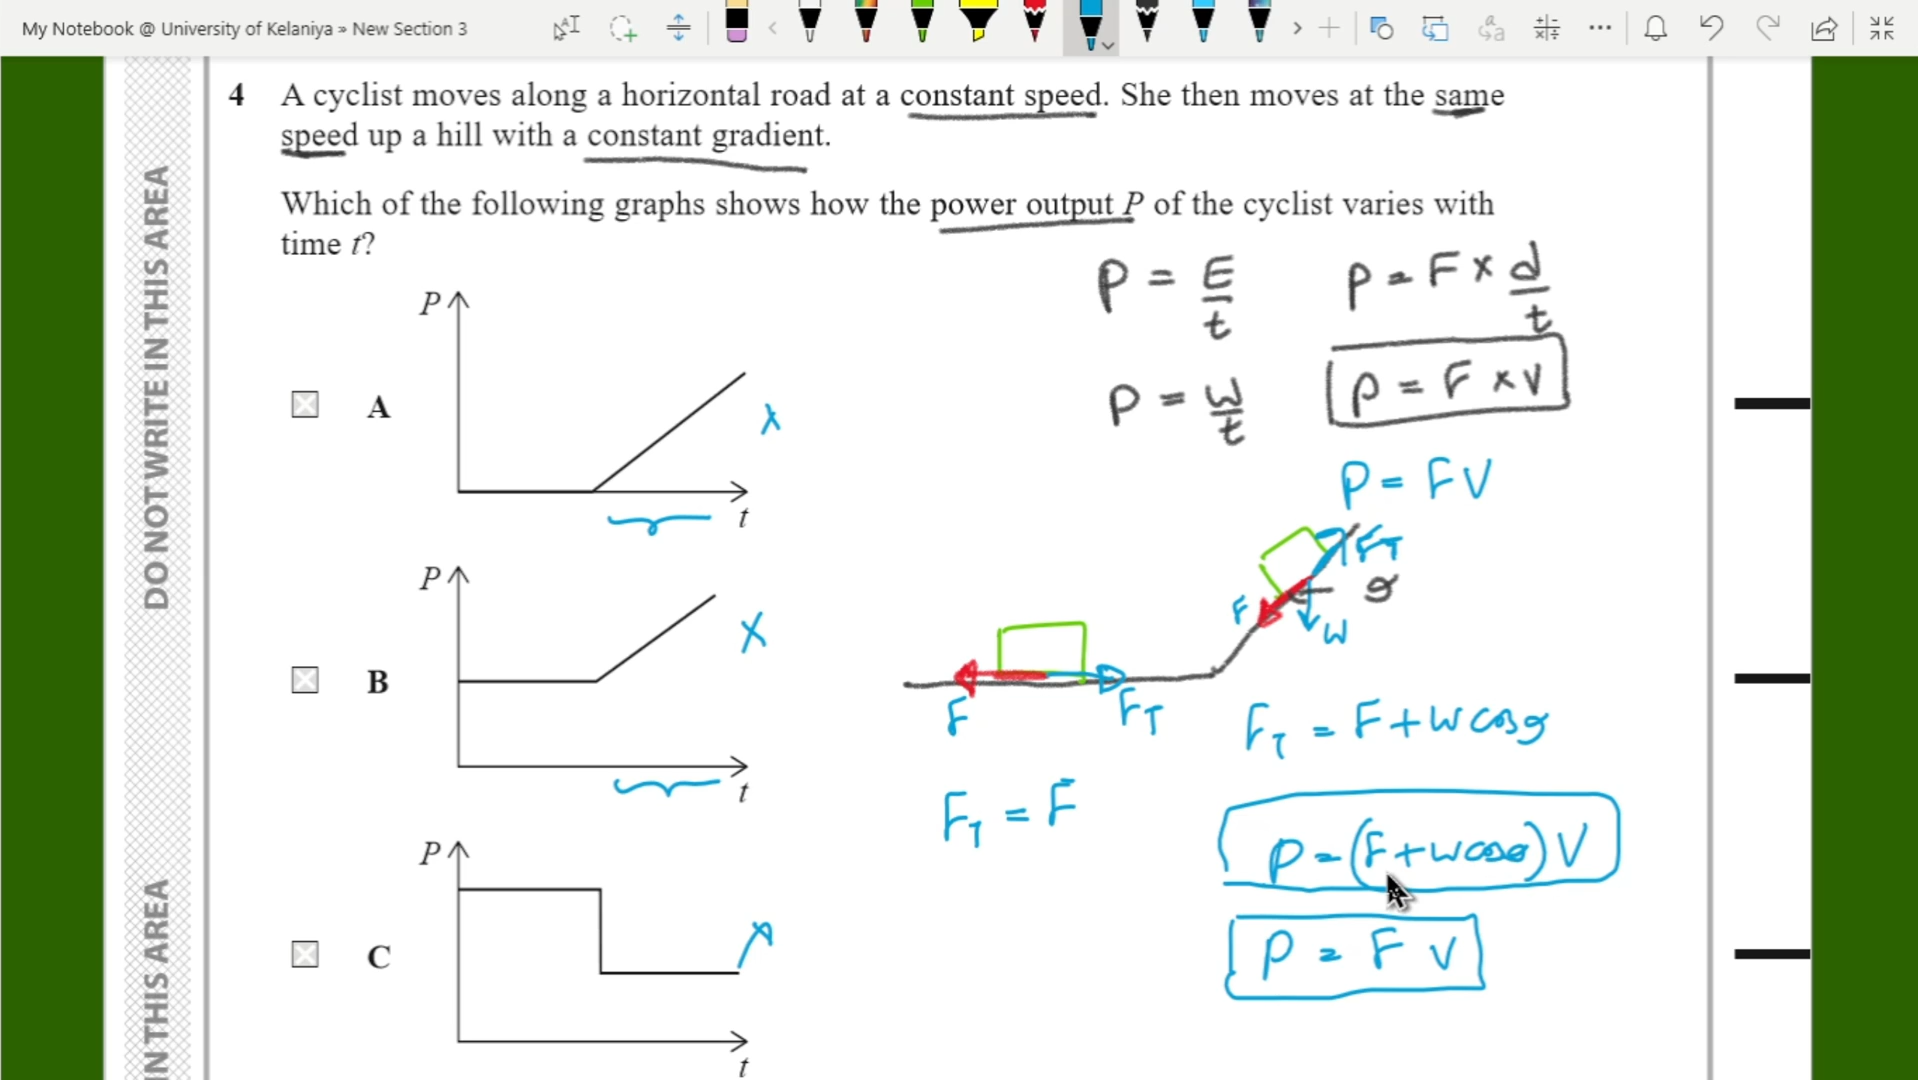 My Notebook @ University of Kelaniya » New Section 3
4 A cyclist moves along a horizontal road at a constant speed. She then moves at the same
speed up a hill with a constant gradient.
Which of the following graphs shows how the power output P of the cyclist varies with
time t?
P = E/t
P = F × d/t
P = W/t
P = F × V
P = FV
P
A
X
t
P
B
X
t
P
C
X
t
F
F_T
F_T
F
W
F_T = F
F_T = F + W cos θ
P = (F + W cos θ) V
P = F V
DO NOT WRITE IN THIS AREA
IN THIS AREA